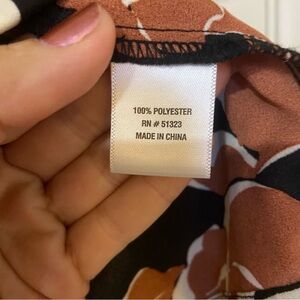 100% POLYESTER
RN # 51323
MADE IN CHINA